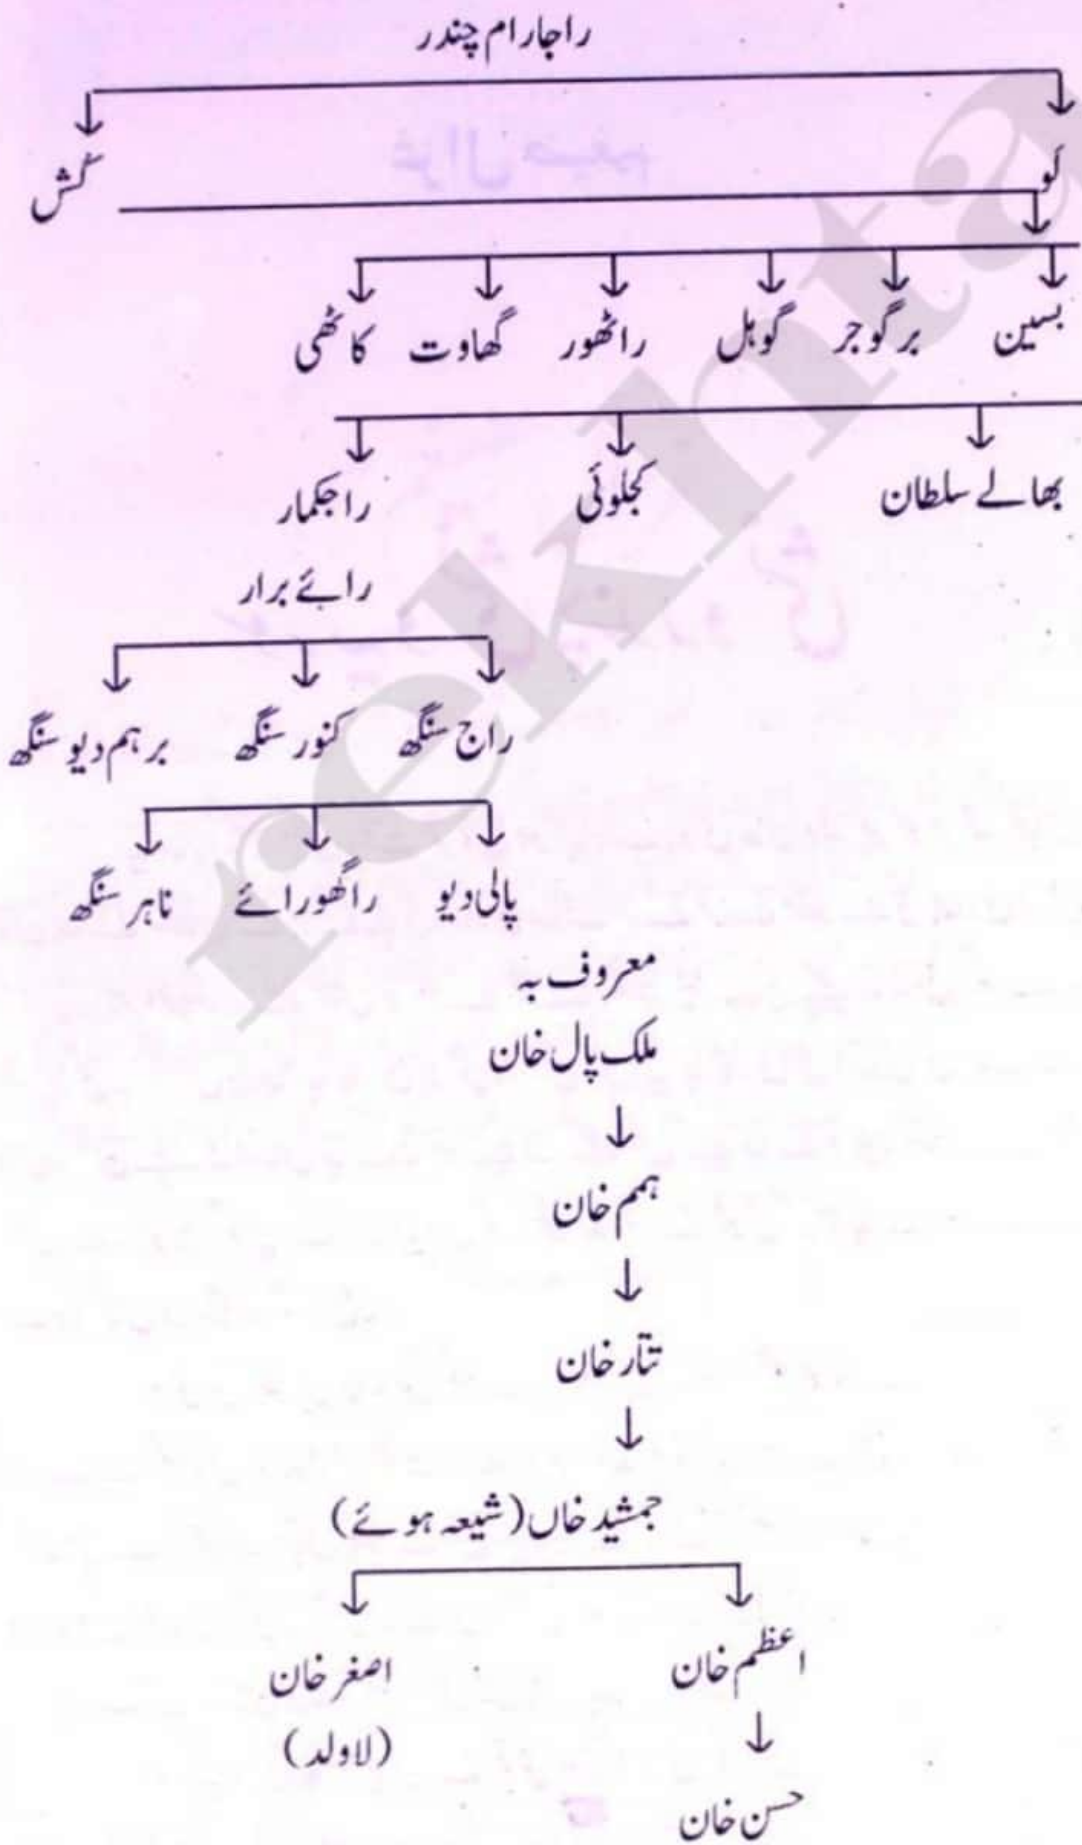 راجا رام چندر
لو کش
بسین برگوجر گوہل راٹھور گھاوت کاٹھی
بھالے سلطان کجلوئی راجکمار
رائے برار
راج سنگھ کنور سنگھ برہم دیو سنگھ
پالی دیو راگھورائے ناہر سنگھ
معروف بہ
ملک پال خان
ہمم خان
تتار خان
جمشید خاں (شیعہ ہوئے)
اعظم خان اصغر خان
(لاولد)
حسن خان
rekhta